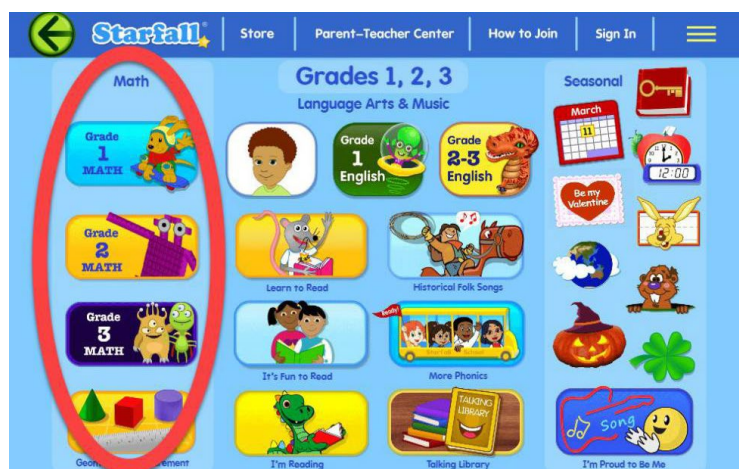 Starfall
Store
Parent-Teacher Center
How to Join
Sign In
Math
Grade
1
MATH
Grade
2
MATH
Grade
3
MATH
Grades 1, 2, 3
Language Arts & Music
Grade
1
English
Grade
2-3
English
Learn to Read
Historical Folk Songs
Ready!
Starfall School
It's Fun to Read
More Phonics
TALKING
LIBRARY
I'm Reading
Talking Library
Seasonal
March
11
12:00
Be my
Valentine
Song
I'm Proud to Be Me